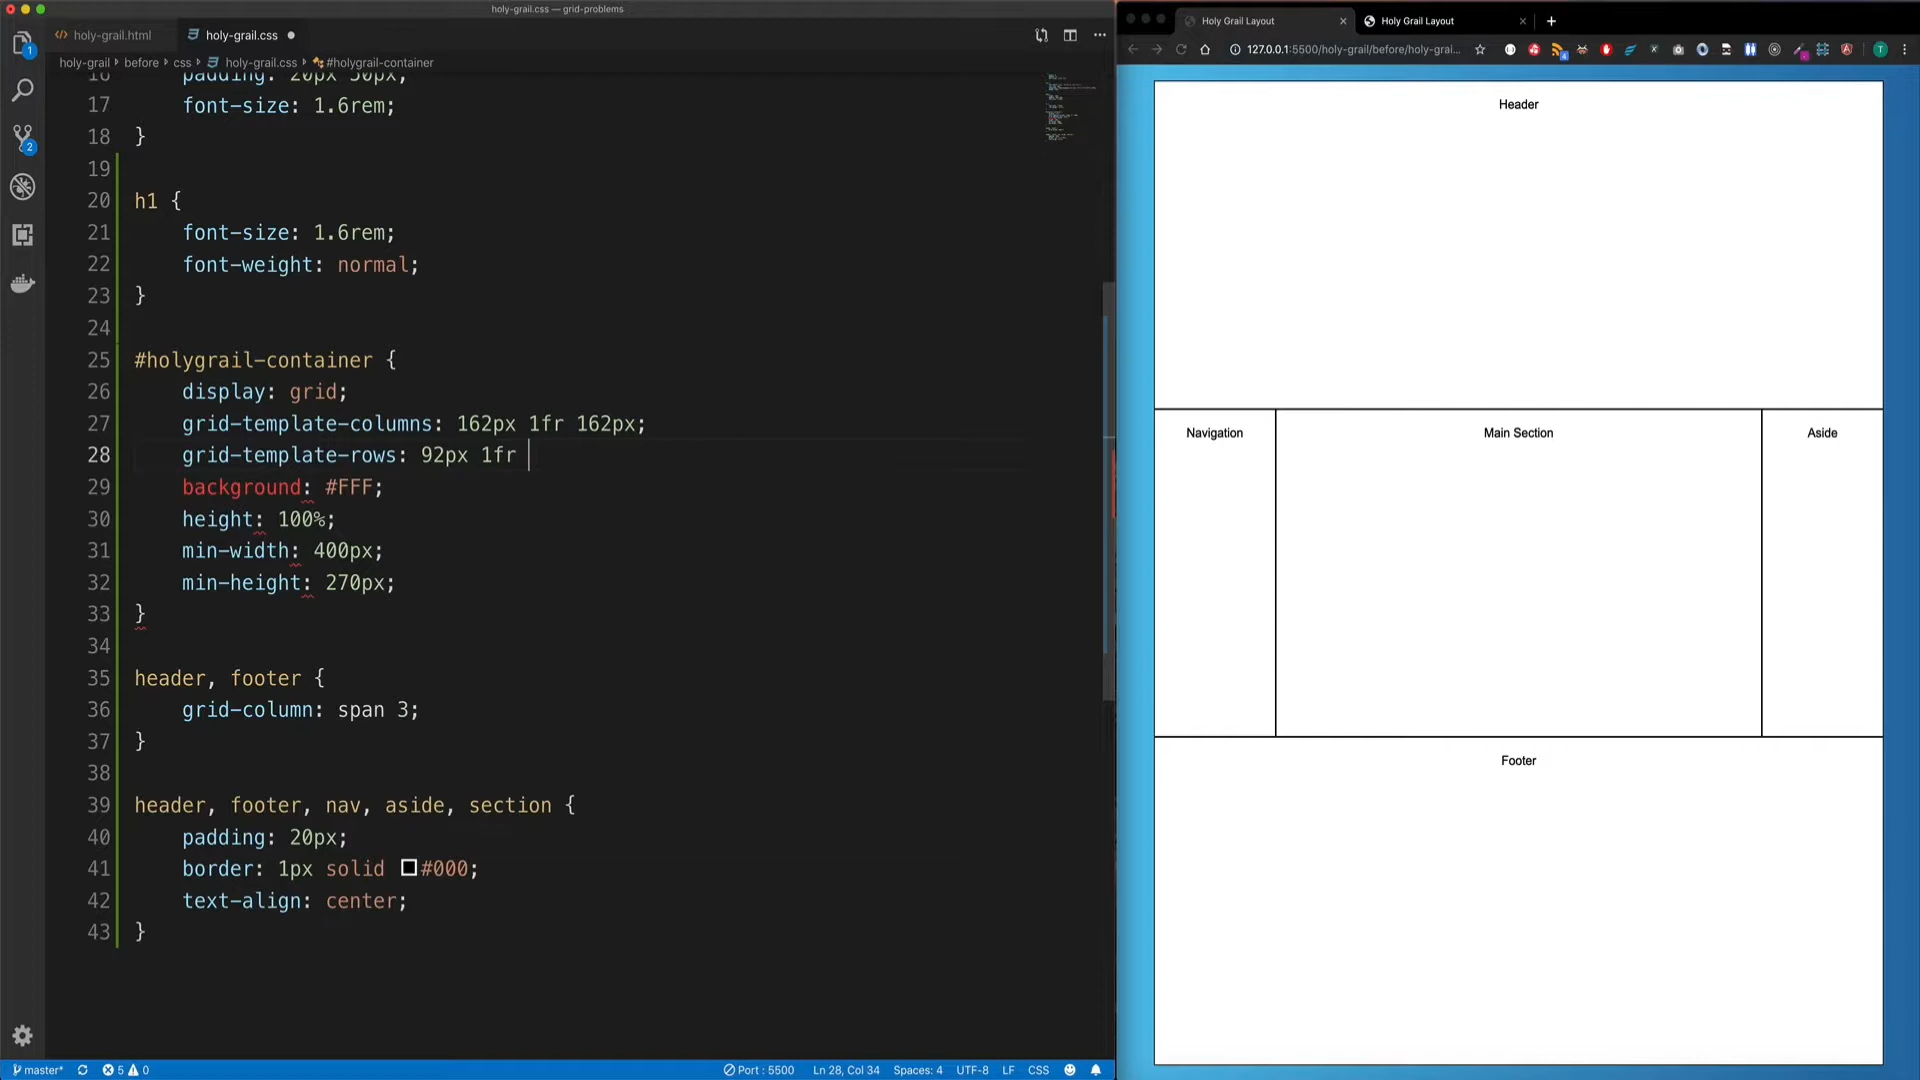 holy-grail.css — grid-problems
holy-grail.html
holy-grail.css
holy-grail
before
css
holy-grail.css
#holygrail-container
1
2
16 padding: 20px 50px;
17 font-size: 1.6rem;
18 }
19
20 h1 {
21 font-size: 1.6rem;
22 font-weight: normal;
23 }
24
25 #holygrail-container {
26 display: grid;
27 grid-template-columns: 162px 1fr 162px;
28 grid-template-rows: 92px 1fr
29 background: #FFF;
30 height: 100%;
31 min-width: 400px;
32 min-height: 270px;
33 }
34
35 header, footer {
36 grid-column: span 3;
37 }
38
39 header, footer, nav, aside, section {
40 padding: 20px;
41 border: 1px solid #000;
42 text-align: center;
43 }
master* 5 0 Port : 5500 Ln 28, Col 34 Spaces: 4 UTF-8 LF CSS
Holy Grail Layout
Holy Grail Layout
127.0.0.1:5500/holy-grail/before/holy-grai...
T
Header
Navigation
Main Section
Aside
Footer